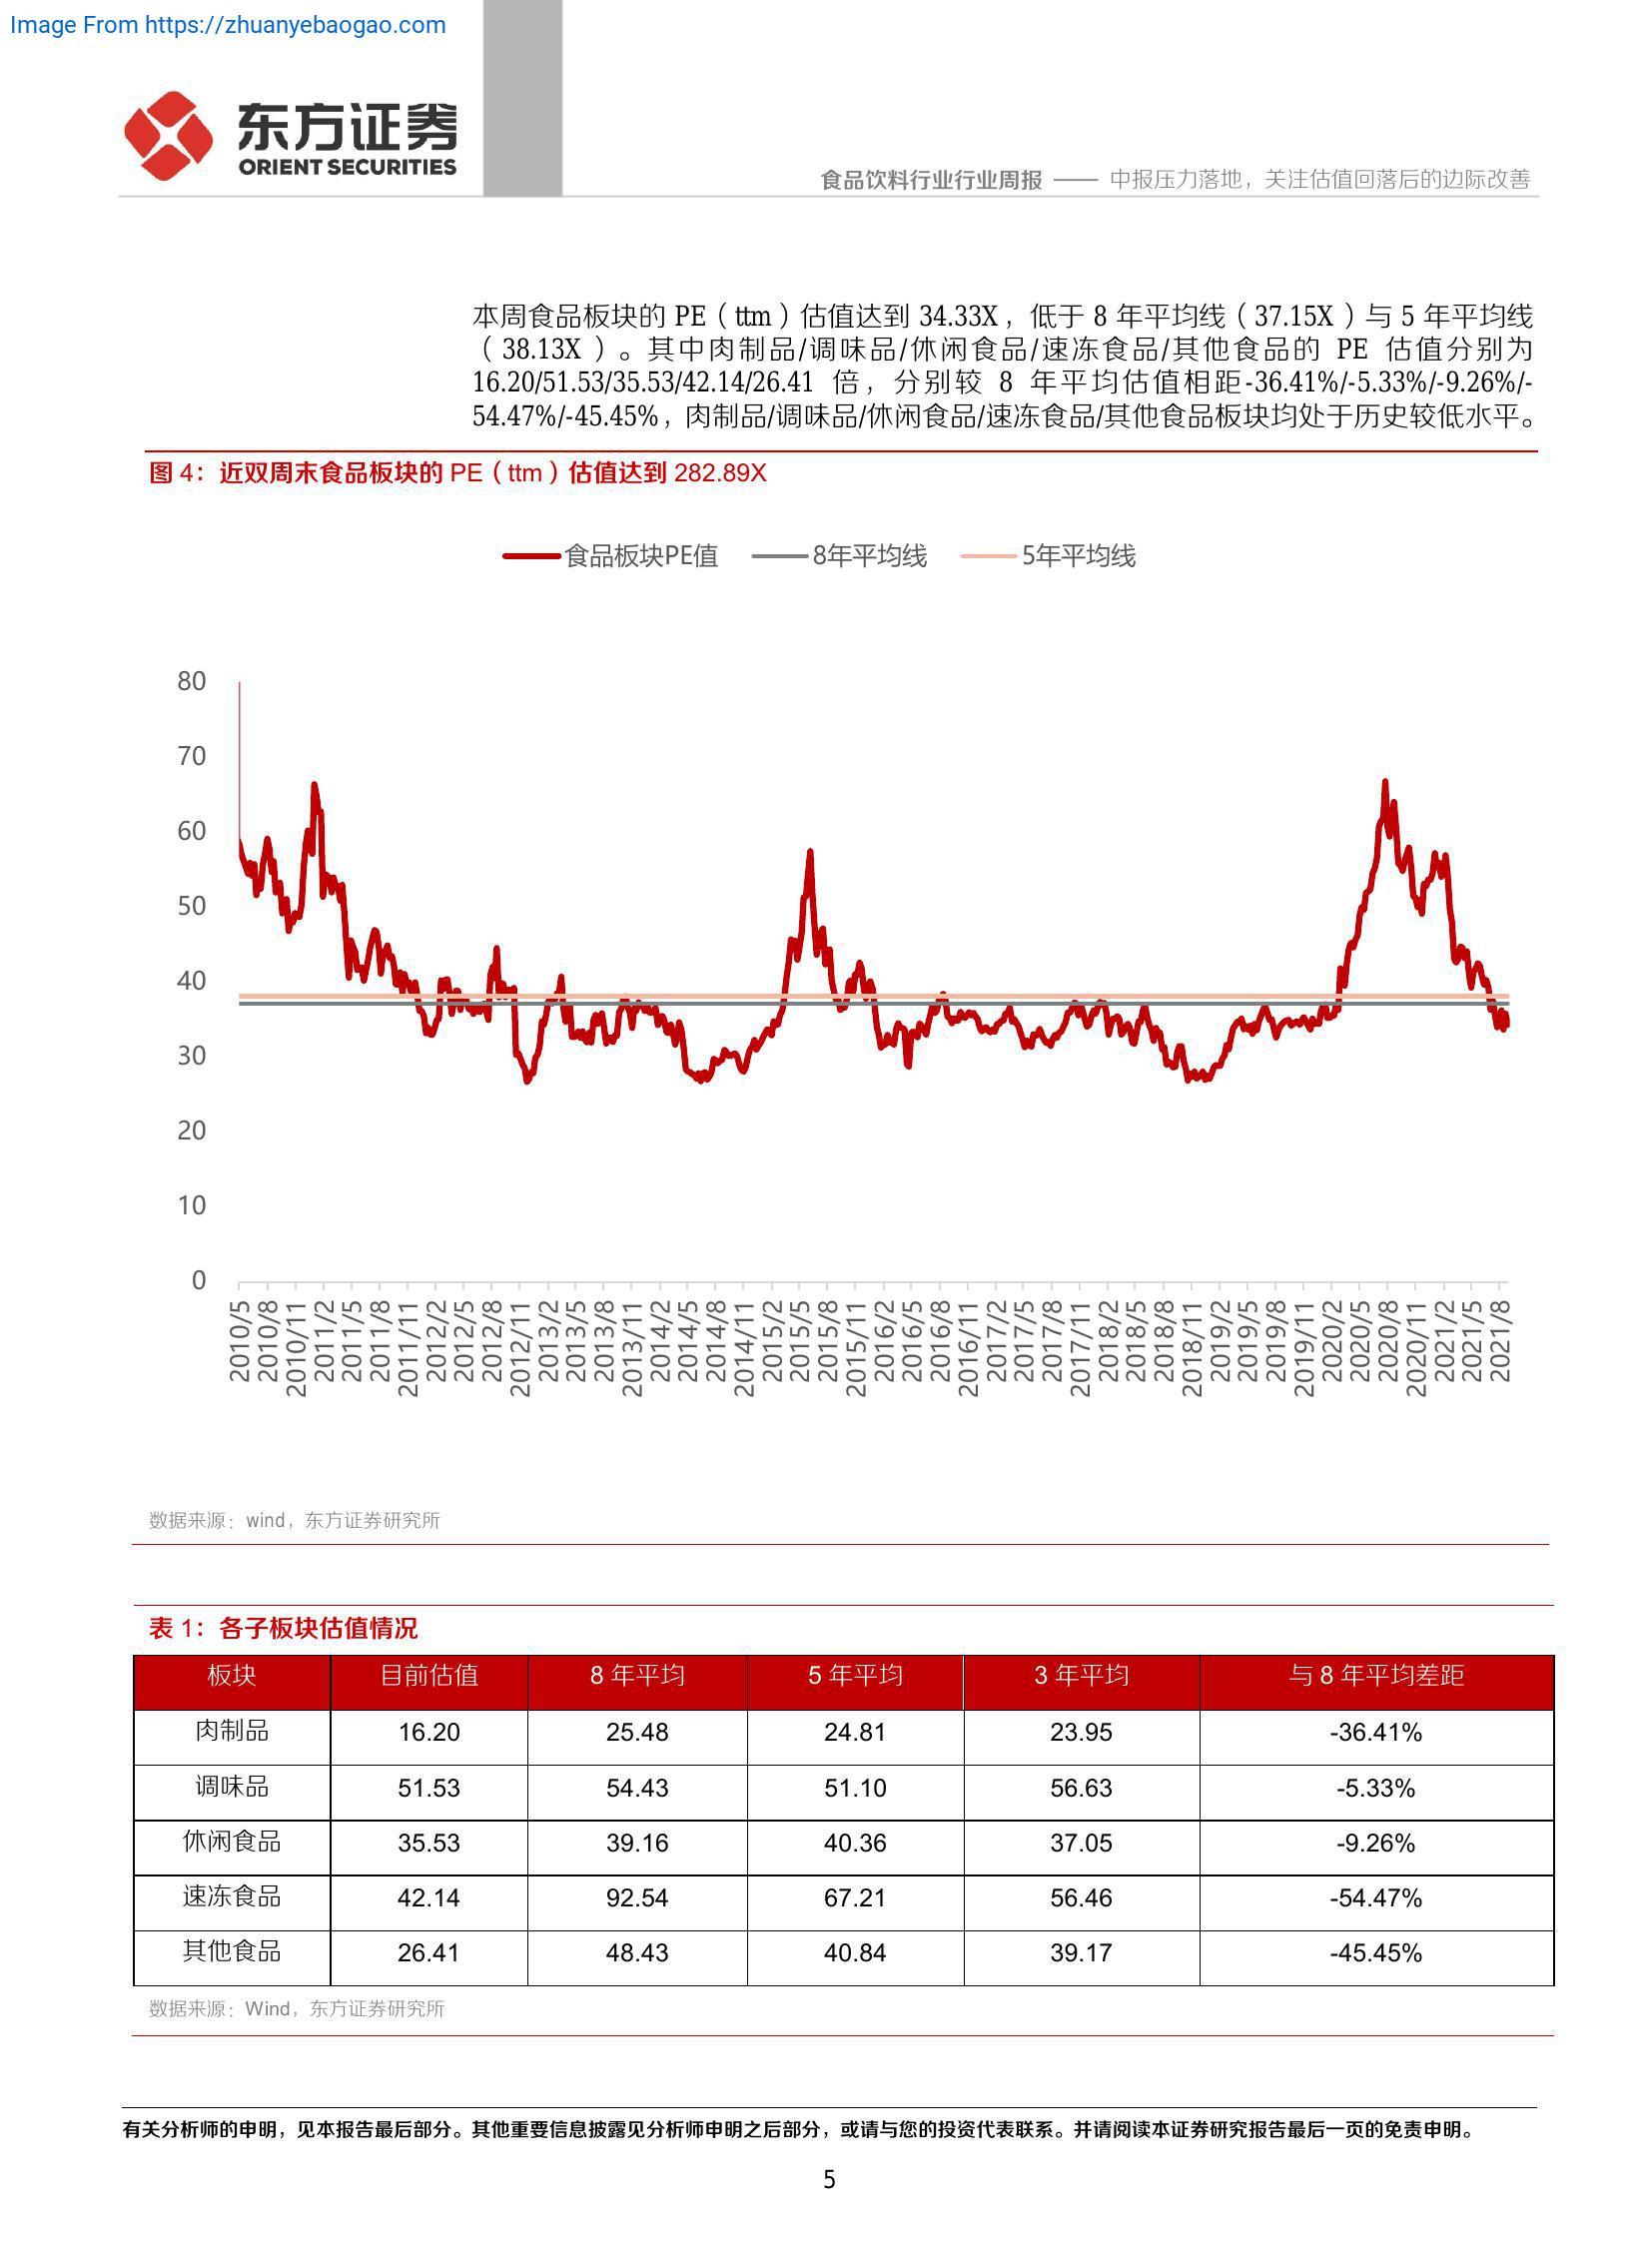 Image From https://zhuanyebaogao.com
东方证券
ORIENT SECURITIES
食品饮料行业行业周报 —— 中报压力落地，关注估值回落后的边际改善
本周食品板块的 PE（ttm）估值达到 34.33X，低于 8 年平均线（37.15X）与 5 年平均线
（38.13X）。其中肉制品/调味品/休闲食品/速冻食品/其他食品的 PE 估值分别为
16.20/51.53/35.53/42.14/26.41 倍，分别较 8 年平均估值相距-36.41%/-5.33%/-9.26%/-
54.47%/-45.45%，肉制品/调味品/休闲食品/速冻食品/其他食品板块均处于历史较低水平。
图 4：近双周末食品板块的 PE（ttm）估值达到 282.89X
食品板块PE值 8年平均线 5年平均线
80
70
60
50
40
30
20
10
0
2010/5 2010/8 2010/11 2011/2 2011/5 2011/8 2011/11 2012/2 2012/5 2012/8 2012/11 2013/2 2013/5 2013/8 2013/11 2014/2 2014/5 2014/8 2014/11 2015/2 2015/5 2015/8 2015/11 2016/2 2016/5 2016/8 2016/11 2017/2 2017/5 2017/8 2017/11 2018/2 2018/5 2018/8 2018/11 2019/2 2019/5 2019/8 2019/11 2020/2 2020/5 2020/8 2020/11 2021/2 2021/5 2021/8
数据来源：wind，东方证券研究所
表 1：各子板块估值情况
板块 目前估值 8 年平均 5 年平均 3 年平均 与 8 年平均差距
肉制品 16.20 25.48 24.81 23.95 -36.41%
调味品 51.53 54.43 51.10 56.63 -5.33%
休闲食品 35.53 39.16 40.36 37.05 -9.26%
速冻食品 42.14 92.54 67.21 56.46 -54.47%
其他食品 26.41 48.43 40.84 39.17 -45.45%
数据来源：Wind，东方证券研究所
有关分析师的申明，见本报告最后部分。其他重要信息披露见分析师申明之后部分，或请与您的投资代表联系。并请阅读本证券研究报告最后一页的免责申明。
5